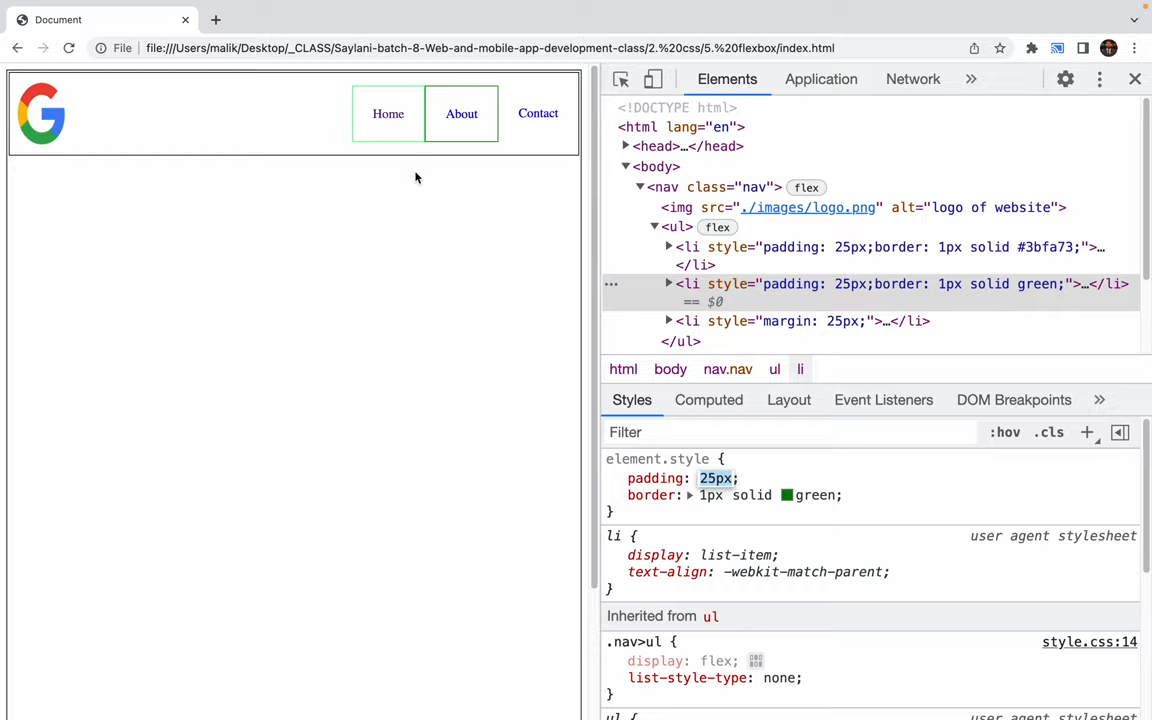 Document
File file:///Users/malik/Desktop/_CLASS/Saylani-batch-8-Web-and-mobile-app-development-class/2.%20css/5.%20flexbox/index.html
Home About Contact
Elements Application Network
<!DOCTYPE html>
<html lang="en">
<head>…</head>
<body>
<nav class="nav"> flex
<img src="./images/logo.png" alt="logo of website">
<ul> flex
<li style="padding: 25px;border: 1px solid #3bfa73;">…
</li>
<li style="padding: 25px;border: 1px solid green;">…</li>
== $0
<li style="margin: 25px;">…</li>
</ul>
html body nav.nav ul li
Styles Computed Layout Event Listeners DOM Breakpoints
Filter :hov .cls
element.style {
padding: 25px;
border: 1px solid green;
}
li { user agent stylesheet
display: list-item;
text-align: -webkit-match-parent;
}
Inherited from ul
.nav>ul { style.css:14
display: flex;
list-style-type: none;
}
ul { user agent stylesheet